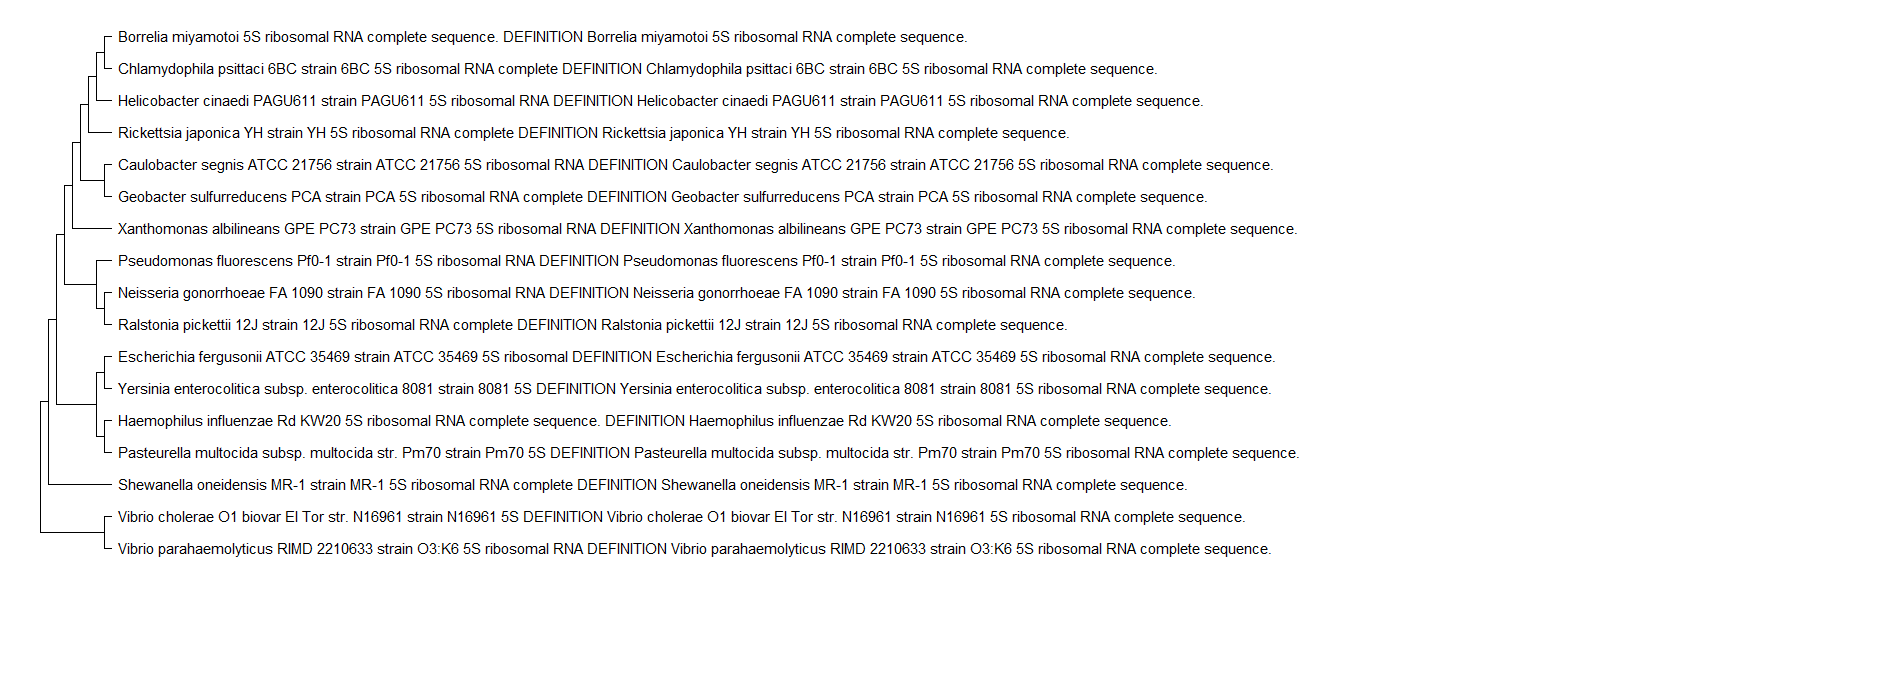 Borrelia miyamotoi 5S ribosomal RNA complete sequence. DEFINITION Borrelia miyamotoi 5S ribosomal RNA complete sequence.
Chlamydophila psittaci 6BC strain 6BC 5S ribosomal RNA complete DEFINITION Chlamydophila psittaci 6BC strain 6BC 5S ribosomal RNA complete sequence.
Helicobacter cinaedi PAGU611 strain PAGU611 5S ribosomal RNA DEFINITION Helicobacter cinaedi PAGU611 strain PAGU611 5S ribosomal RNA complete sequence.
Rickettsia japonica YH strain YH 5S ribosomal RNA complete DEFINITION Rickettsia japonica YH strain YH 5S ribosomal RNA complete sequence.
Caulobacter segnis ATCC 21756 strain ATCC 21756 5S ribosomal RNA DEFINITION Caulobacter segnis ATCC 21756 strain ATCC 21756 5S ribosomal RNA complete sequence.
Geobacter sulfurreducens PCA strain PCA 5S ribosomal RNA complete DEFINITION Geobacter sulfurreducens PCA strain PCA 5S ribosomal RNA complete sequence.
Xanthomonas albilineans GPE PC73 strain GPE PC73 5S ribosomal RNA DEFINITION Xanthomonas albilineans GPE PC73 strain GPE PC73 5S ribosomal RNA complete sequence.
Pseudomonas fluorescens Pf0-1 strain Pf0-1 5S ribosomal RNA DEFINITION Pseudomonas fluorescens Pf0-1 strain Pf0-1 5S ribosomal RNA complete sequence.
Neisseria gonorrhoeae FA 1090 strain FA 1090 5S ribosomal RNA DEFINITION Neisseria gonorrhoeae FA 1090 strain FA 1090 5S ribosomal RNA complete sequence.
Ralstonia pickettii 12J strain 12J 5S ribosomal RNA complete DEFINITION Ralstonia pickettii 12J strain 12J 5S ribosomal RNA complete sequence.
Escherichia fergusonii ATCC 35469 strain ATCC 35469 5S ribosomal DEFINITION Escherichia fergusonii ATCC 35469 strain ATCC 35469 5S ribosomal RNA complete sequence.
Yersinia enterocolitica subsp. enterocolitica 8081 strain 8081 5S DEFINITION Yersinia enterocolitica subsp. enterocolitica 8081 strain 8081 5S ribosomal RNA complete sequence.
Haemophilus influenzae Rd KW20 5S ribosomal RNA complete sequence. DEFINITION Haemophilus influenzae Rd KW20 5S ribosomal RNA complete sequence.
Pasteurella multocida subsp. multocida str. Pm70 strain Pm70 5S DEFINITION Pasteurella multocida subsp. multocida str. Pm70 strain Pm70 5S ribosomal RNA complete sequence.
Shewanella oneidensis MR-1 strain MR-1 5S ribosomal RNA complete DEFINITION Shewanella oneidensis MR-1 strain MR-1 5S ribosomal RNA complete sequence.
Vibrio cholerae O1 biovar El Tor str. N16961 strain N16961 5S DEFINITION Vibrio cholerae O1 biovar El Tor str. N16961 strain N16961 5S ribosomal RNA complete sequence.
Vibrio parahaemolyticus RIMD 2210633 strain O3:K6 5S ribosomal RNA DEFINITION Vibrio parahaemolyticus RIMD 2210633 strain O3:K6 5S ribosomal RNA complete sequence.